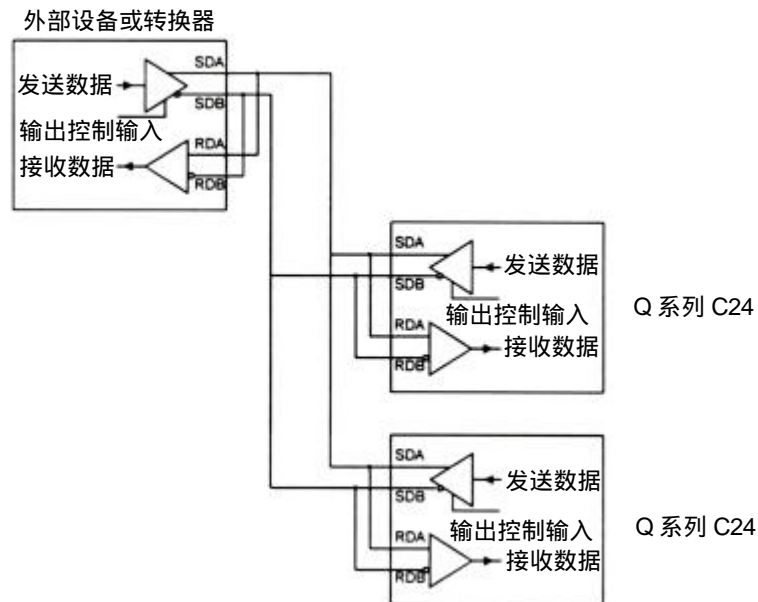 外部设备或转换器
SDA
发送数据
SDB
输出控制输入
RDA
接收数据
RDB
SDA
发送数据
SDB
输出控制输入
Q 系列 C24
RDA
接收数据
RDB
SDA
发送数据
SDB
输出控制输入
Q 系列 C24
RDA
接收数据
RDB